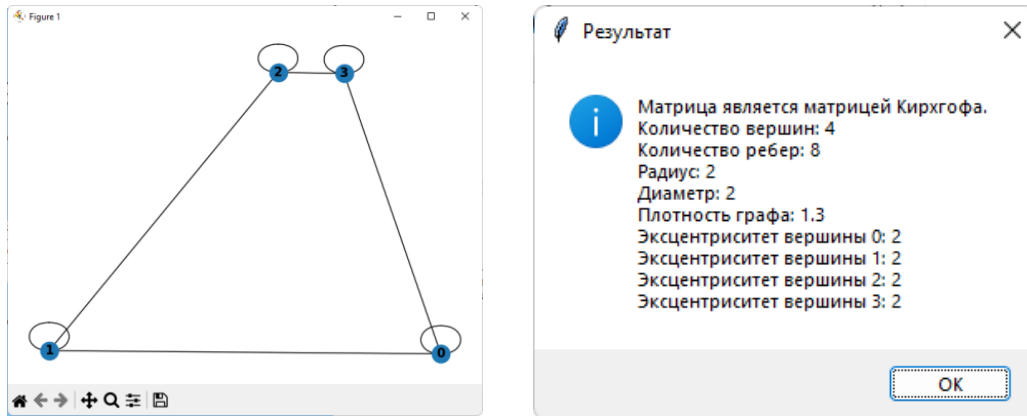 Figure 1
2
3
1
0
Результат
Матрица является матрицей Кирхгофа.
Количество вершин: 4
Количество ребер: 8
Радиус: 2
Диаметр: 2
Плотность графа: 1.3
Эксцентриситет вершины 0: 2
Эксцентриситет вершины 1: 2
Эксцентриситет вершины 2: 2
Эксцентриситет вершины 3: 2
ОК